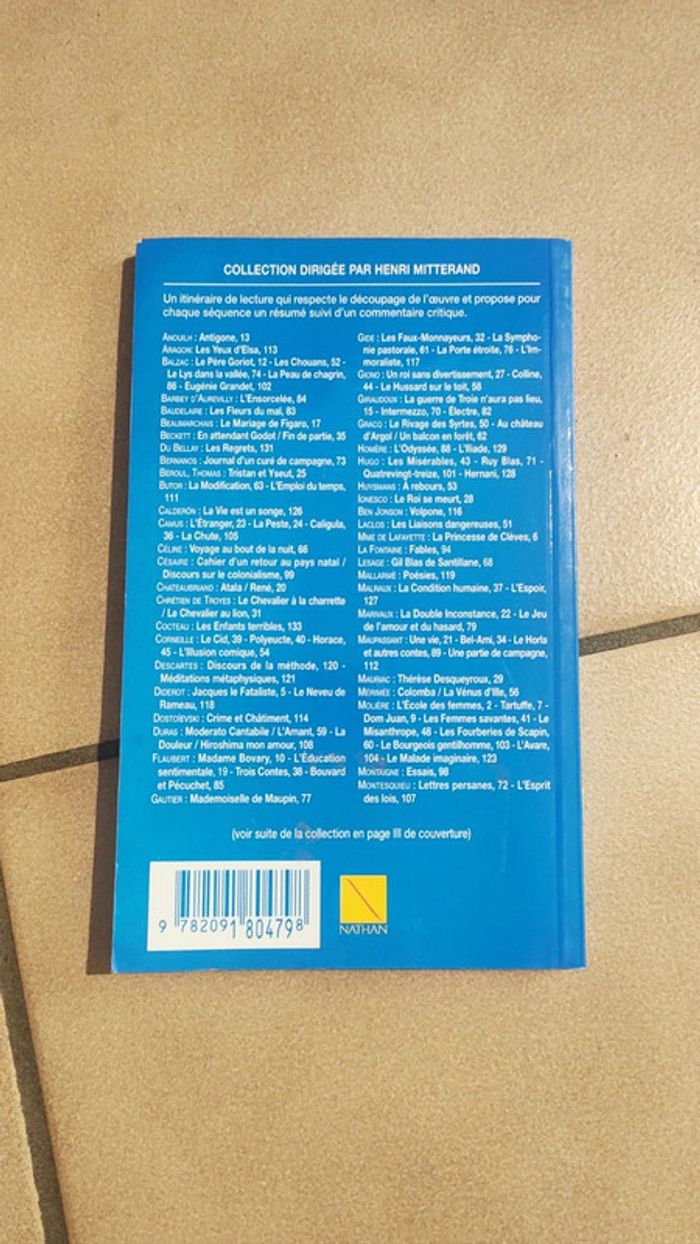 COLLECTION DIRIGÉE PAR HENRI MITTERAND
Un itinéraire de lecture qui respecte le découpage de l'œuvre et propose pour
chaque séquence un résumé suivi d'un commentaire critique.
ANOUILH : Antigone, 13
ARAGON: Les Yeux d'Elsa, 113
BALZAC : Le Père Goriot, 12 - Les Chouans, 52 -
Le Lys dans la vallée, 74 - La Peau de chagrin,
86 - Eugénie Grandet, 102
BARBEY D'AUREVILLY : L'Ensorcelée, 84
BAUDELAIRE : Les Fleurs du mal, 83
BEAUMARCHAIS : Le Mariage de Figaro, 17
BECKETT : En attendant Godot / Fin de partie, 35
DU BELLAY : Les Regrets, 131
BERNANOS : Journal d'un curé de campagne, 73
BÉROUL, THOMAS : Tristan et Yseut, 25
BUTOR : La Modification, 63 - L'Emploi du temps,
111
CALDERÓN : La Vie est un songe, 126
CAMUS : L'Étranger, 23 - La Peste, 24 - Caligula,
36 - La Chute, 105
CÉLINE : Voyage au bout de la nuit, 66
CÉSAIRE : Cahier d'un retour au pays natal /
Discours sur le colonialisme, 99
CHATEAUBRIAND : Atala / René, 20
CHRÉTIEN DE TROYES : Le Chevalier à la charrette
/ Le Chevalier au lion, 31
COCTEAU : Les Enfants terribles, 133
CORNEILLE : Le Cid, 39 - Polyeucte, 40 - Horace,
45 - L'Illusion comique, 54
DESCARTES : Discours de la méthode, 120 -
Méditations métaphysiques, 121
DIDEROT : Jacques le Fataliste, 5 - Le Neveu de
Rameau, 118
DOSTOÏEVSKI : Crime et Châtiment, 114
DURAS : Moderato Cantabile / L'Amant, 59 - La
Douleur / Hiroshima mon amour, 108
FLAUBERT : Madame Bovary, 10 - L'Éducation
sentimentale, 19 - Trois Contes, 38 - Bouvard
et Pécuchet, 85
GAUTIER : Mademoiselle de Maupin, 77
GIDE : Les Faux-Monnayeurs, 32 - La Sympho-
nie pastorale, 61 - La Porte étroite, 76 - L'Im-
moraliste, 117
GIONO : Un roi sans divertissement, 27 - Colline,
44 - Le Hussard sur le toit, 58
GIRAUDOUX : La guerre de Troie n'aura pas lieu,
15 - Intermezzo, 70 - Électre, 82
GRACQ : Le Rivage des Syrtes, 50 - Au château
d'Argol / Un balcon en forêt, 62
HOMÈRE : L'Odyssée, 88 - L'Iliade, 129
HUGO : Les Misérables, 43 - Ruy Blas, 71 -
Quatrevingt-treize, 101 - Hernani, 128
HUYSMANS : À rebours, 53
IONESCO : Le Roi se meurt, 28
BEN JONSON : Volpone, 116
LACLOS : Les Liaisons dangereuses, 51
MME DE LAFAYETTE : La Princesse de Clèves, 6
LA FONTAINE : Fables, 94
LESAGE : Gil Blas de Santillane, 68
MALLARMÉ : Poésies, 119
MALRAUX : La Condition humaine, 37 - L'Espoir,
127
MARIVAUX : La Double Inconstance, 22 - Le Jeu
de l'amour et du hasard, 79
MAUPASSANT : Une vie, 21 - Bel-Ami, 34 - Le Horla
et autres contes, 89 - Une partie de campagne,
112
MAURIAC : Thérèse Desqueyroux, 29
MÉRIMÉE : Colomba / La Vénus d'Ille, 56
MOLIÈRE : L'École des femmes, 2 - Tartuffe, 7 -
Dom Juan, 9 - Les Femmes savantes, 41 - Le
Misanthrope, 48 - Les Fourberies de Scapin,
60 - Le Bourgeois gentilhomme, 103 - L'Avare,
104 - Le Malade imaginaire, 123
MONTAIGNE : Essais, 98
MONTESQUIEU : Lettres persanes, 72 - L'Esprit
des lois, 107
(voir suite de la collection en page III de couverture)
9 782091 804798
NATHAN